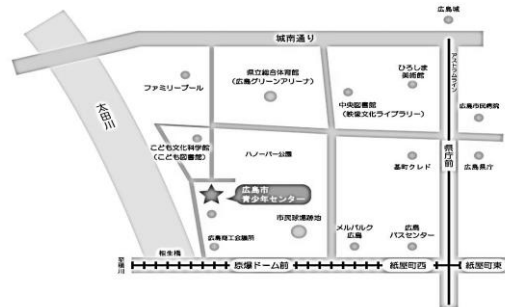 広島城
城南通り
アストラムライン
県立総合体育館
(広島グリーンアリーナ)
ひろしま
美術館
ファミリープール
中央図書館
(映像文化ライブラリー)
広島市民病院
太田川
こども文化科学館
(こども図書館)
ハノーバー公園
県庁前
基町クレド
広島県庁
広島市
青少年センター
市民球場跡地
広島商工会議所
メルパルク
広島
広島
バスセンター
相生橋
原爆ドーム前
紙屋町西
紙屋町東